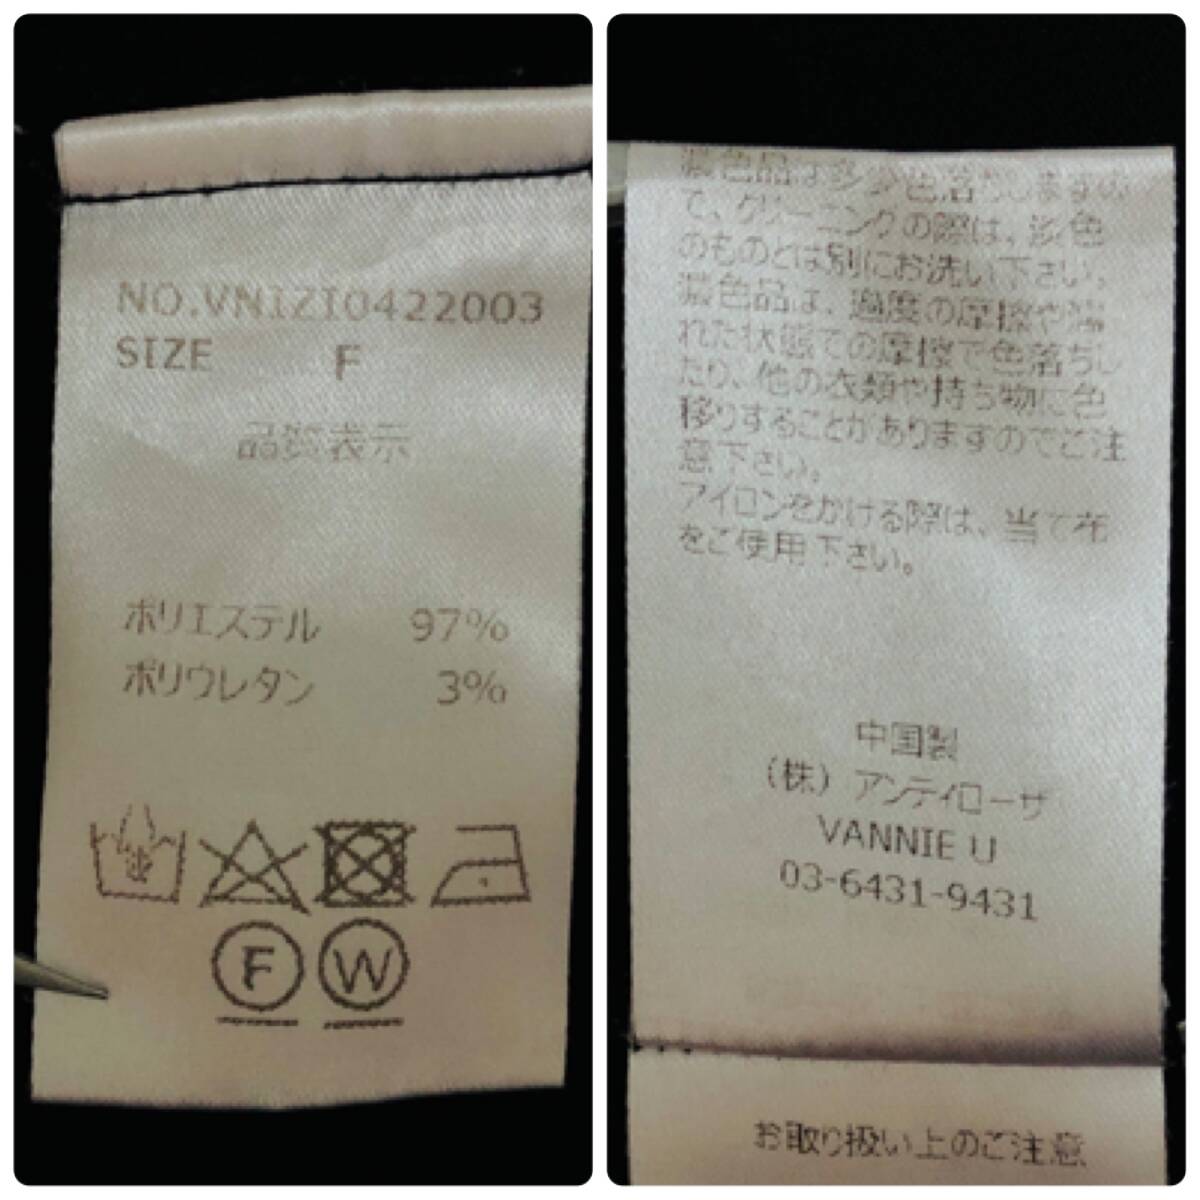 NO.VNIZI0422003
SIZE F
品質表示
ポリエステル 97%
ポリウレタン 3%
F W
濃色品は多少色落ちしますの
で、クリーニングの際は、淡色
のものとは別にお洗い下さい。
濃色品は、過度の摩擦や濡
れた状態での摩擦で色落ちし
たり、他の衣類や持ち物に色
移りすることがありますのでご注
意下さい。
アイロンをかける際は、当て布
をご使用下さい。
中国製
(株) アンティローザ
VANNIE U
03-6431-9431
お取り扱い上のご注意